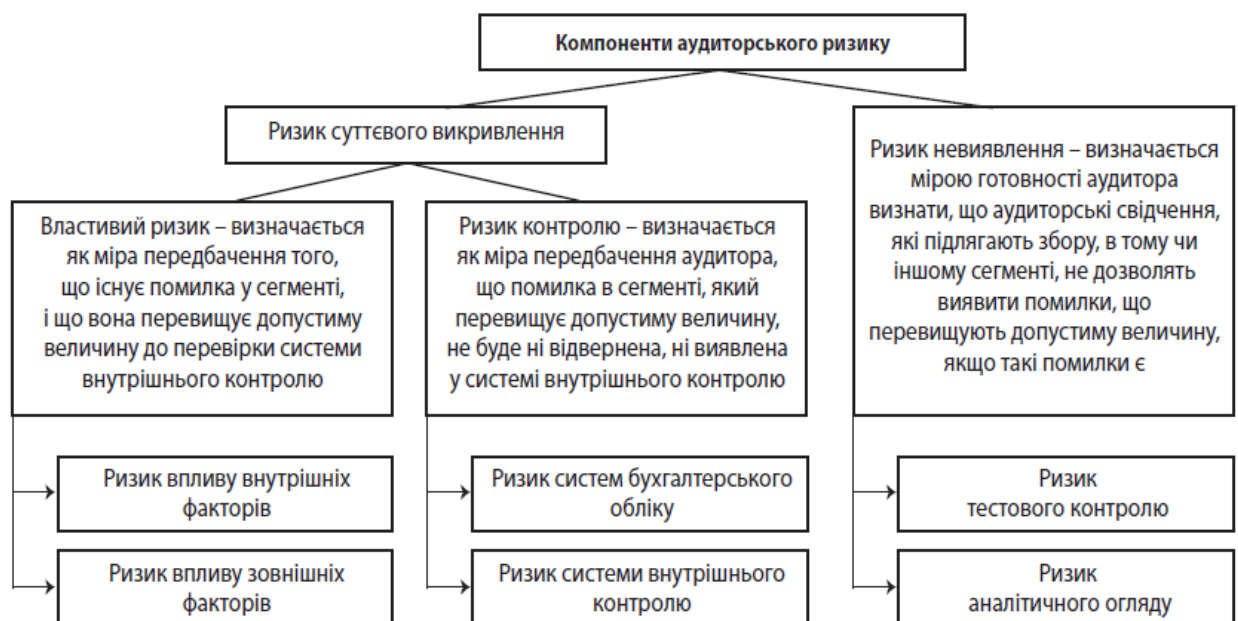 Компоненти аудиторського ризику
Ризик суттєвого викривлення
Властивий ризик – визначається
як міра передбачення того,
що існує помилка у сегменті,
і що вона перевищує допустиму
величину до перевірки системи
внутрішнього контролю
Ризик впливу внутрішніх
факторів
Ризик впливу зовнішніх
факторів
Ризик контролю – визначається
як міра передбачення аудитора,
що помилка в сегменті, який
перевищує допустиму величину,
не буде ні відвернена, ні виявлена
у системі внутрішнього контролю
Ризик систем бухгалтерського
обліку
Ризик системи внутрішнього
контролю
Ризик невиявлення – визначається
мірою готовності аудитора
визнати, що аудиторські свідчення,
які підлягають збору, в тому чи
іншому сегменті, не дозволять
виявити помилки, що
перевищують допустиму величину,
якщо такі помилки є
Ризик
тестового контролю
Ризик
аналітичного огляду